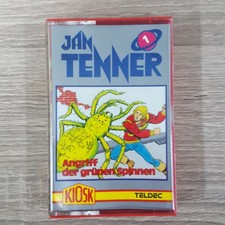 JAN
TENNER
1
Angriff
der grünen Spinnen
KIOSK
TELDEC